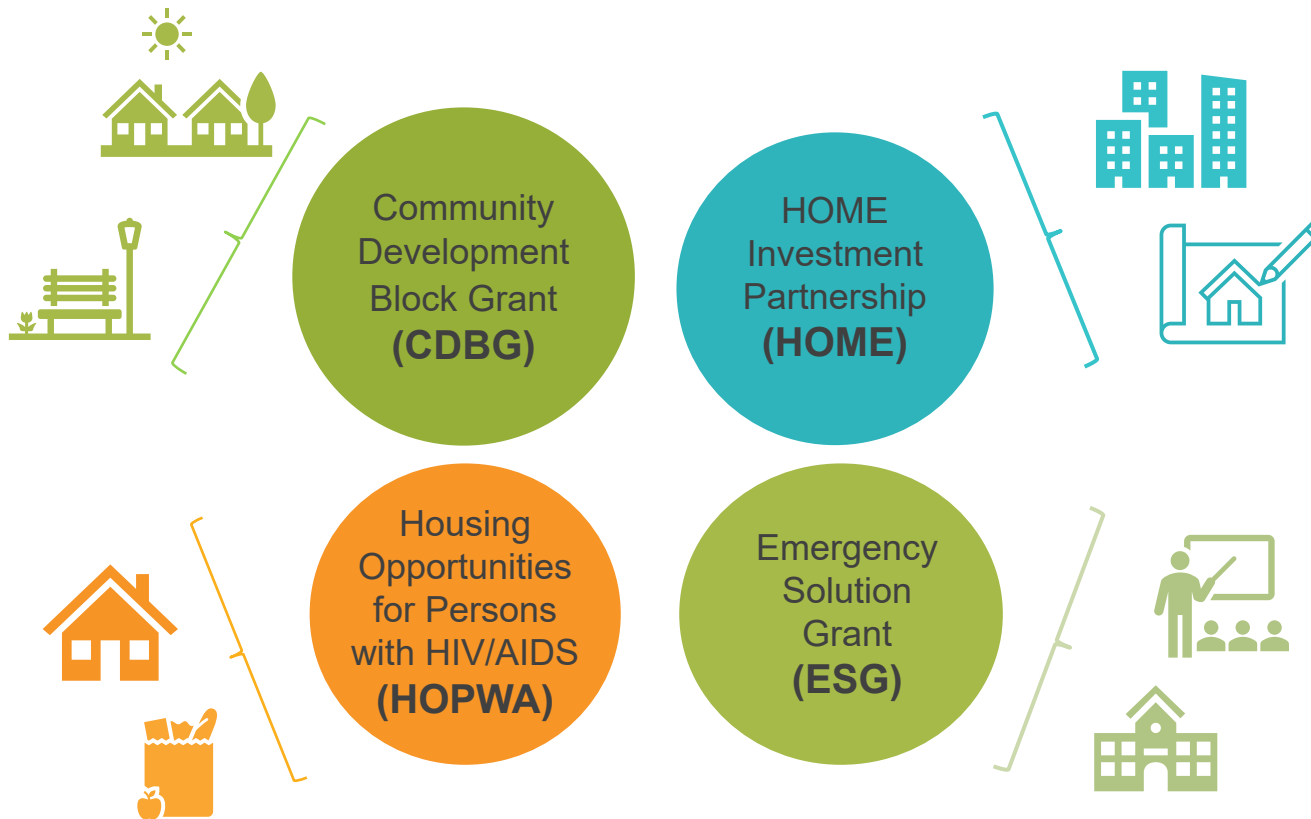 Community
Development
Block Grant
(CDBG)
HOME
Investment
Partnership
(HOME)
Housing
Opportunities
for Persons
with HIV/AIDS
(HOPWA)
Emergency
Solution
Grant
(ESG)